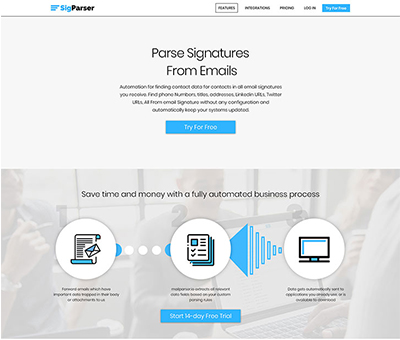 SigParser
FEATURES INTEGRATIONS PRICING LOG IN Try For Free
Parse Signatures
From Emails
Automation for finding contact data for contacts in all email signatures
you receive. Find phone Numbers, titles, addresses, Linkedin URLs, Twitter
URLs, All From email Signature without any configuration and
automatically keep your systems updated.
Try For Free
Save time and money with a fully automated business process
Forward emails which have
important data trapped in their body
or attachments to us
mailparser.io extracts all relevant
data fields based on your custom
parsing rules
Data gets automatically sent to
applications you already use, or is
available to download
Start 14-day Free Trial